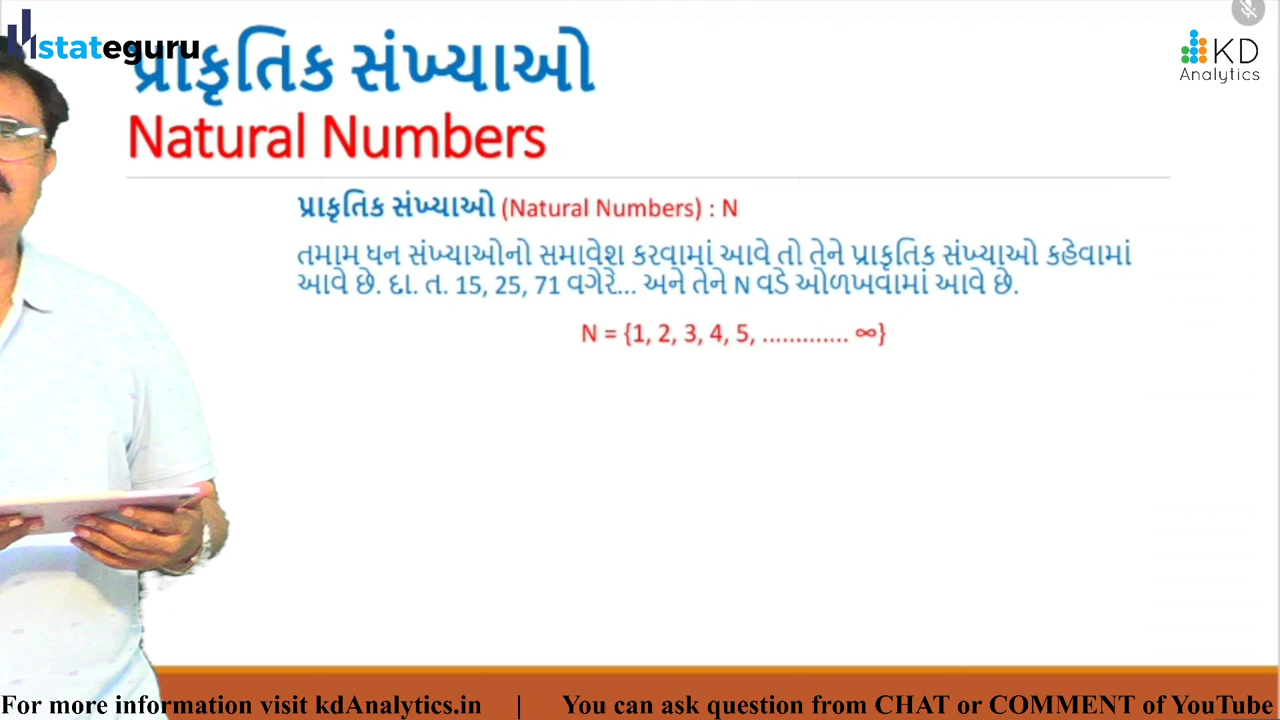 stateguru
પ્રાકૃતિક સંખ્યાઓ
KD
Analytics
Natural Numbers
પ્રાકૃતિક સંખ્યાઓ (Natural Numbers) : N
તમામ ધન સંખ્યાઓનો સમાવેશ કરવામાં આવે તો તેને પ્રાકૃતિક સંખ્યાઓ કહેવામાં
આવે છે. દા. ત. 15, 25, 71 વગેરે... અને તેને N વડે ઓળખવામાં આવે છે.
N = {1, 2, 3, 4, 5, ............. ∞}
For more information visit kdAnalytics.in | You can ask question from CHAT or COMMENT of YouTube